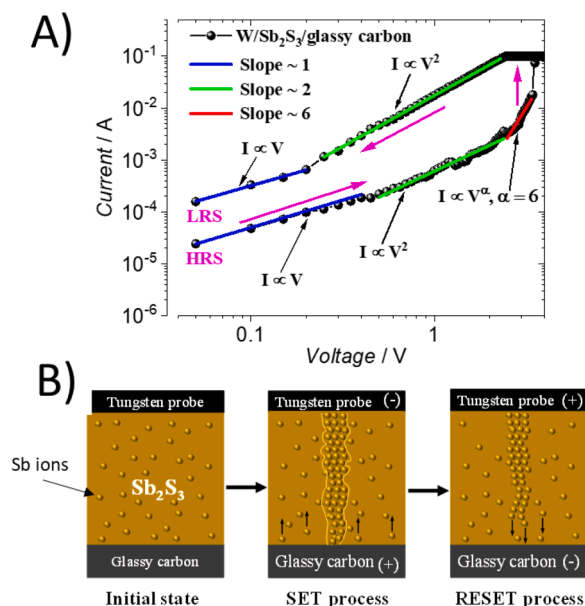 A)
W/Sb₂S₃/glassy carbon
Slope ~ 1
Slope ~ 2
Slope ~ 6
I ∝ V²
I ∝ V
LRS
HRS
I ∝ V
I ∝ V²
I ∝ V^α, α = 6
Current / A
10⁻¹
10⁻²
10⁻³
10⁻⁴
10⁻⁵
10⁻⁶
0.1
1
Voltage / V
B)
Tungsten probe
Tungsten probe (-)
Tungsten probe (+)
Sb ions
Sb₂S₃
Glassy carbon
Glassy carbon (+)
Glassy carbon (-)
Initial state
SET process
RESET process